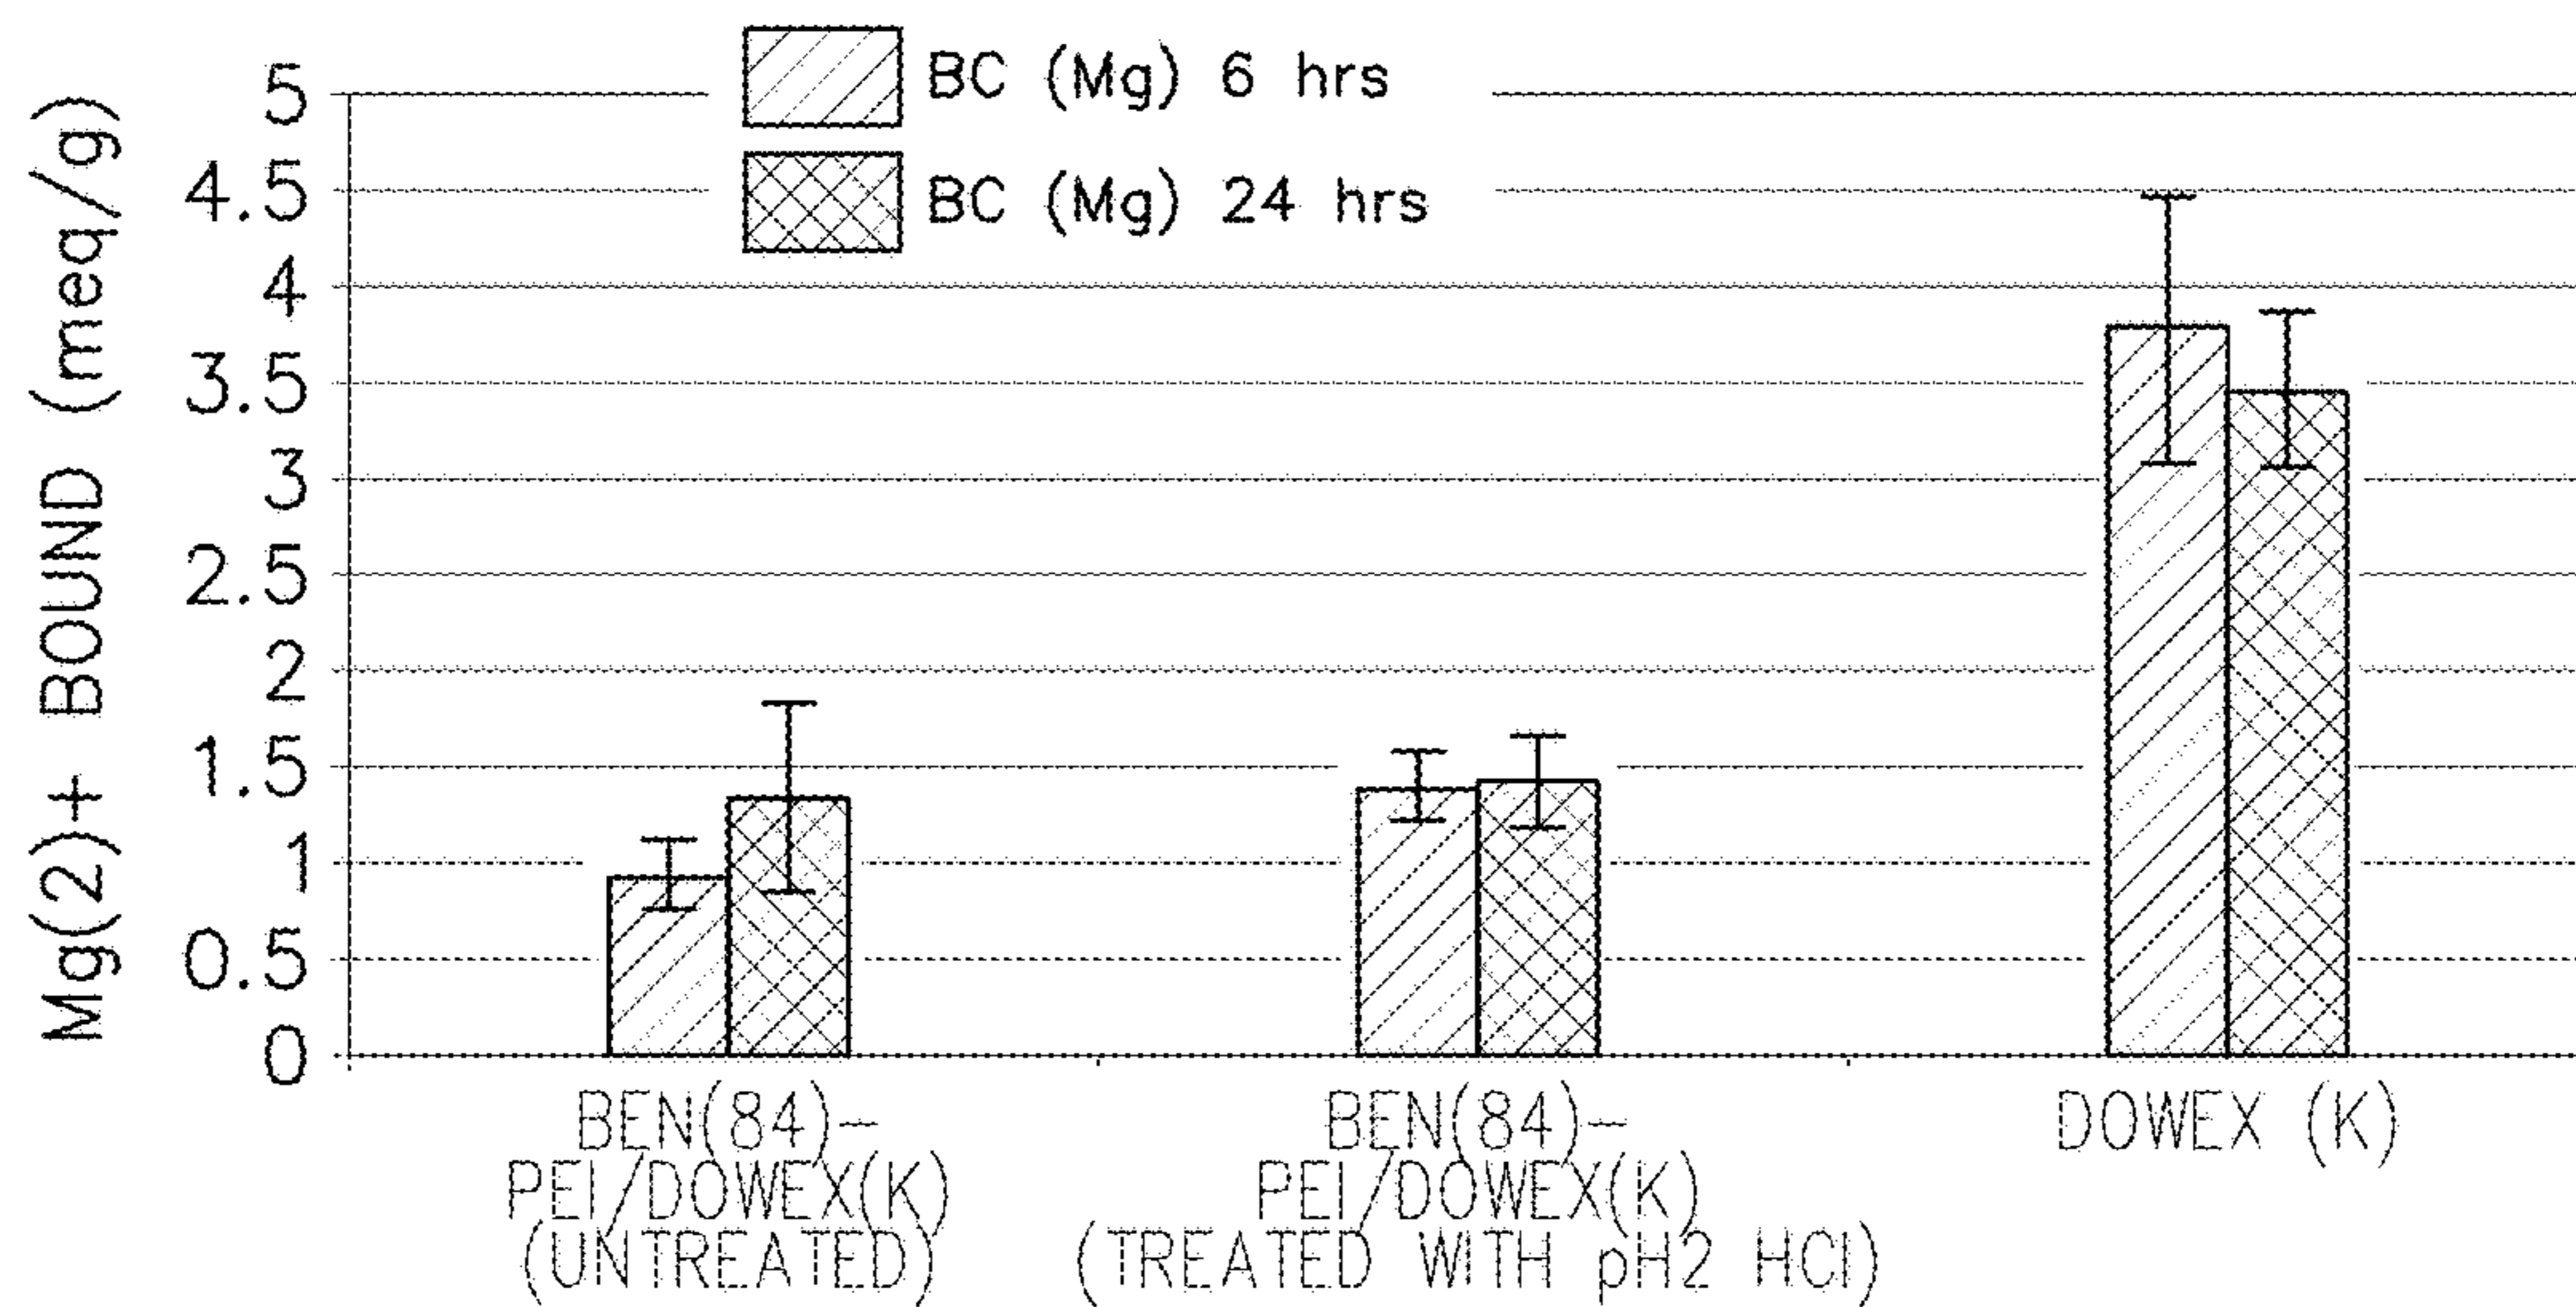 BC (Mg) 6 hrs
BC (Mg) 24 hrs
Mg(2)+ BOUND (meq/g)
5
4.5
4
3.5
3
2.5
2
1.5
1
0.5
0
BEN(84)-
PEI/DOWEX(K)
(UNTREATED)
BEN(84)-
PEI/DOWEX(K)
(TREATED WITH pH2 HCl)
DOWEX (K)